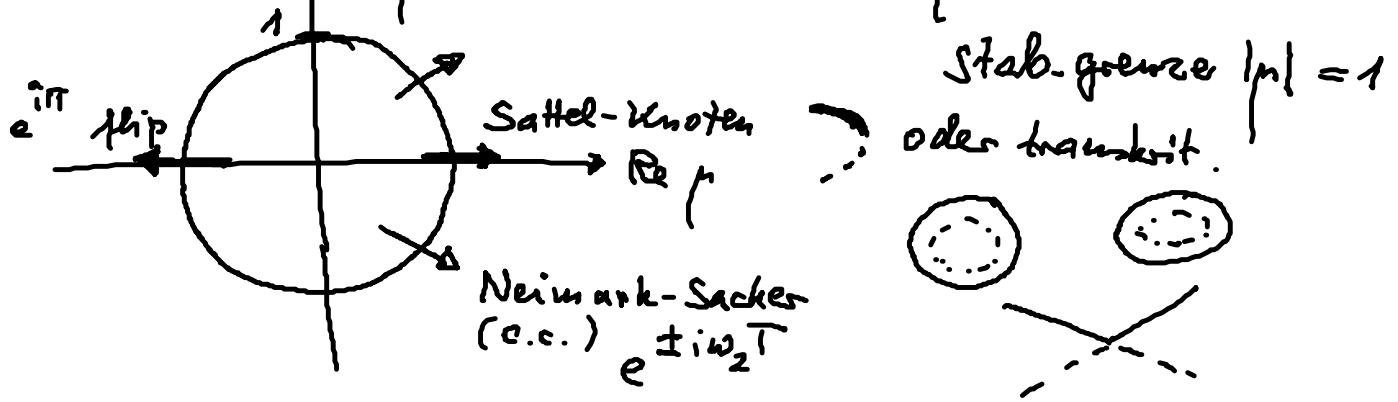 1
Stab.grenze |μ| = 1
e^{iπ} flip
Sattel-Knoten
oder transkrit.
Re μ
Neimark-Sacker
(c.c.) e^{±iω₂T}